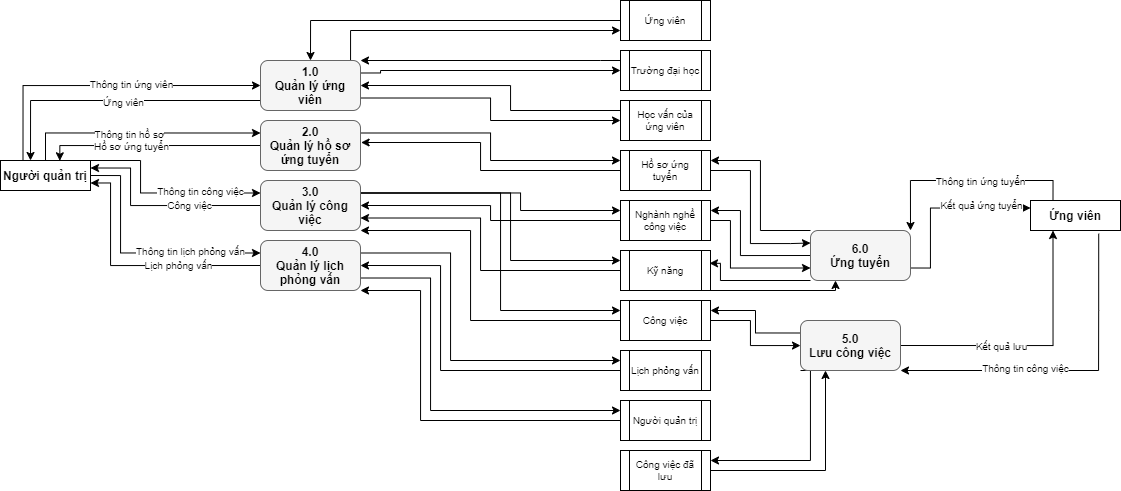 Ứng viên
1.0
Quản lý ứng
viên
Trường đại học
Thông tin ứng viên
Ứng viên
Học vấn của
ứng viên
2.0
Quản lý hồ sơ
ứng tuyển
Thông tin hồ sơ
Hồ sơ ứng tuyển
Hồ sơ ứng
tuyển
Người quản trị
3.0
Quản lý công
việc
Thông tin công việc
Công việc
Nghành nghề
công việc
Thông tin ứng tuyển
Kết quả ứng tuyển
Ứng viên
4.0
Quản lý lịch
phỏng vấn
Thông tin lịch phỏng vấn
Lịch phỏng vấn
Kỹ năng
6.0
Ứng tuyển
Công việc
5.0
Lưu công việc
Kết quả lưu
Thông tin công việc
Lịch phỏng vấn
Người quản trị
Công việc đã
lưu